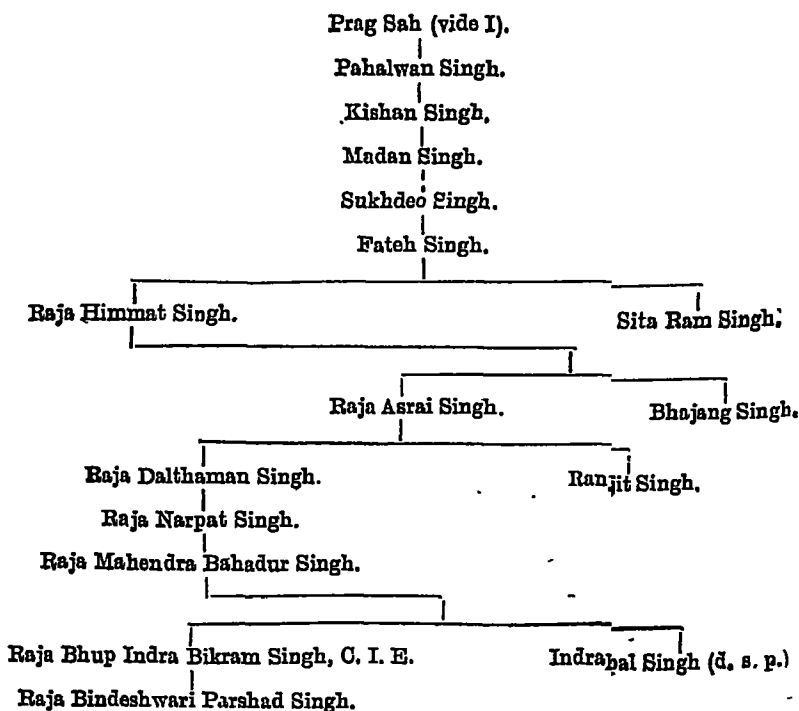 Prag Sah (vide I).
Pahalwan Singh.
Kishan Singh.
Madan Singh.
Sukhdeo Singh.
Fateh Singh.
Raja Himmat Singh. Sita Ram Singh.
Raja Asrai Singh. Bhajang Singh.
Raja Dalthaman Singh. Ranjit Singh.
Raja Narpat Singh.
Raja Mahendra Bahadur Singh.
Raja Bhup Indra Bikram Singh, C. I. E. Indrabal Singh (d. s. p.)
Raja Bindeshwari Parshad Singh.